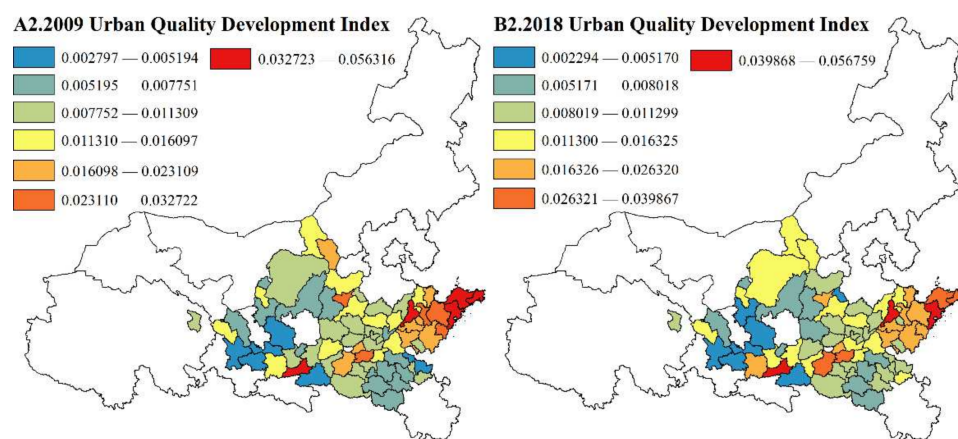 A2.2009 Urban Quality Development Index
0.002797 — 0.005194
0.032723 — 0.056316
0.005195 0.007751
0.007752 — 0.011309
0.011310 — 0.016097
0.016098 — 0.023109
0.023110 0.032722
B2.2018 Urban Quality Development Index
0.002294 — 0.005170
0.039868 — 0.056759
0.005171 0.008018
0.008019 — 0.011299
0.011300 — 0.016325
0.016326 — 0.026320
0.026321 — 0.039867